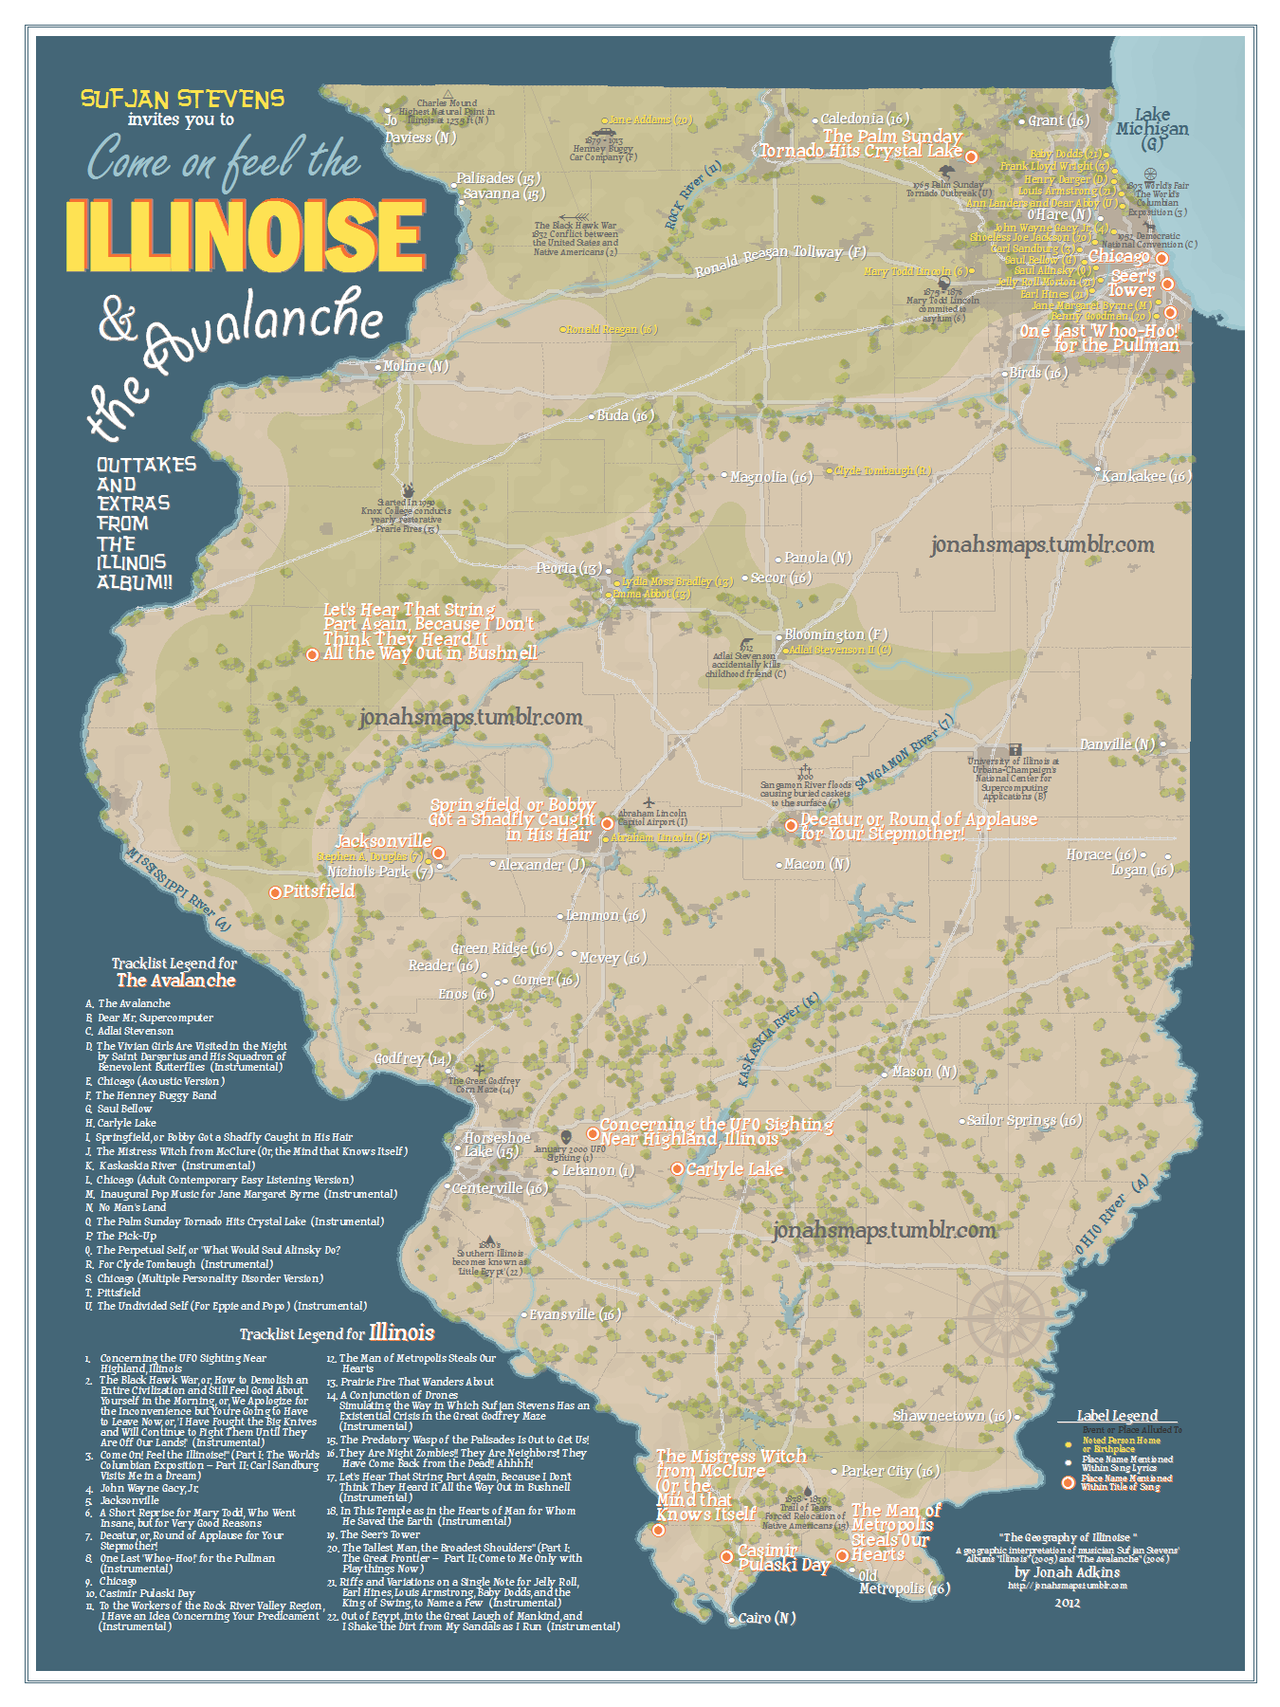 SUFJAN STEVENS
invites you to
Come on feel the
ILLINOISE
& the Avalanche
OUTTAKES
AND
EXTRAS
FROM
THE
ILLINOIS
ALBUM!!
Lake
Michigan
(G)
Charles Mound
Highest Natural Point in
Illinois at 1235 ft (N)
Jo
Daviess (N)
Jane Addams (20)
1879 - 1913
Henney Buggy
Car Company (F)
Caledonia (16)
Grant (16)
The Palm Sunday
Tornado Hits Crystal Lake
1965 Palm Sunday
Tornado Outbreak (U)
Palisades (15)
Savanna (15)
ROCK River (11)
The Black Hawk War
1832 Conflict between
the United States and
Native Americans (2)
Baby Dodds (21)
Frank Lloyd Wright (3)
Henry Darger (D)
Louis Armstrong (21)
Ann Landers and Dear Abby (U)
O'Hare (N)
John Wayne Gacy, Jr. (4)
Shoeless Joe Jackson (20)
Carl Sandburg (3)
Saul Bellow (G)
Saul Alinsky (Q)
Jelly Roll Morton (21)
Earl Hines (21)
Jane Margaret Byrne (M)
Benny Goodman (20)
1893 World's Fair
The World's
Columbian
Exposition (3)
1952 Democratic
National Convention (C)
Chicago
Seer's
Tower
One Last 'Whoo-Hoo!'
for the Pullman
Ronald Reagan Tollway (F)
Mary Todd Lincoln (6)
1875 - 1876
Mary Todd Lincoln
commited to
asylum (6)
Ronald Reagan (16)
Moline (N)
Birds (16)
Buda (16)
Magnolia (16)
Clyde Tombaugh (R)
Kankakee (16)
Started in 1950
Knox College conducts
yearly restorative
Prarie Fires (13)
jonahsmaps.tumblr.com
Peoria (13)
Panola (N)
Secor (16)
Lydia Moss Bradley (13)
Emma Abbot (13)
Let's Hear That String
Part Again, Because I Don't
Think They Heard It
All the Way Out in Bushnell
Bloomington (F)
Adlai Stevenson II (C)
1912
Adlai Stevenson
accidenially kills
childhood friend (C)
jonahsmaps.tumblr.com
SANGAMON River (7)
Danville (N)
University of Illinois at
Urbana-Champaign's
National Center for
Supercomputing
Applications (B)
1900
Sangamon River floods
causing buried caskets
to the surface (7)
Springfield, or Bobby
Got a Shadfly Caught
in His Hair
Abraham Lincoln
Capitol Airport (I)
Abraham Lincoln (P)
Decatur, or, Round of Applause
for Your Stepmother!
Jacksonville
Stephen A. Douglas (7)
Nichols Park (7)
Alexander (J)
Macon (N)
Horace (16)
Logan (16)
Pittsfield
MISSISSIPPI River (A)
Lemmon (16)
Green Ridge (16)
Mcvey (16)
Reader (16)
Comer (16)
Enos (16)
KASKASKIA River (K)
Godfrey (14)
The Great Godfrey
Corn Maze (14)
Mason (N)
Sailor Springs (16)
Concerning the UFO Sighting
Near Highland, Illinois
Horseshoe
Lake (15)
January 2000 UFO
Sighting (1)
Lebanon (1)
Carlyle Lake
Centerville (16)
jonahsmaps.tumblr.com
OHIO River (A)
1800's
Southern Illinois
becomes known as
'Little Egypt' (22)
Evansville (16)
Shawneetown (16)
The Mistress Witch
from McClure
(Or, the
Mind that
Knows Itself
Parker City (16)
1838 - 1839
Trail of Tears
Forced Relocation of
Native Americans (15)
The Man of
Metropolis
Steals Our
Hearts
Casimir
Pulaski Day
Old
Metropolis (16)
Cairo (N)
Tracklist Legend for
The Avalanche
A. The Avalanche
B. Dear Mr. Supercomputer
C. Adlai Stevenson
D. The Vivian Girls Are Visited in the Night
by Saint Dargarius and His Squadron of
Benevolent Butterflies (Instrumental)
E. Chicago (Acoustic Version)
F. The Henney Buggy Band
G. Saul Bellow
H. Carlyle Lake
I. Springfield, or Bobby Got a Shadfly Caught in His Hair
J. The Mistress Witch from McClure (Or, the Mind that Knows Itself)
K. Kaskaskia River (Instrumental)
L. Chicago (Adult Contemporary Easy Listening Version)
M. Inaugural Pop Music for Jane Margaret Byrne (Instrumental)
N. No Man's Land
O. The Palm Sunday Tornado Hits Crystal Lake (Instrumental)
P. The Pick-Up
Q. The Perpetual Self, or 'What Would Saul Alinsky Do?'
R. For Clyde Tombaugh (Instrumental)
S. Chicago (Multiple Personality Disorder Version)
T. Pittsfield
U. The Undivided Self (For Eppie and Popo) (Instrumental)
Tracklist Legend for Illinois
1. Concerning the UFO Sighting Near
Highland, Illinois
2. The Black Hawk War, or, How to Demolish an
Entire Civilization and Still Feel Good About
Yourself in the Morning, or, We Apologize for
the Inconvenience but You're Going to Have
to Leave Now, or, 'I Have Fought the Big Knives
and Will Continue to Fight Them Until They
Are Off Our Lands!' (Instrumental)
3. Come On! Feel the Illinoise!" (Part I: The World's
Columbian Exposition – Part II: Carl Sandburg
Visits Me in a Dream)
4. John Wayne Gacy, Jr.
5. Jacksonville
6. A Short Reprise for Mary Todd, Who Went
Insane, but for Very Good Reasons
7. Decatur, or, Round of Applause for Your
Stepmother!
8. One Last 'Whoo-Hoo!' for the Pullman
(Instrumental)
9. Chicago
10. Casimir Pulaski Day
11. To the Workers of the Rock River Valley Region,
I Have an Idea Concerning Your Predicament
(Instrumental)
12. The Man of Metropolis Steals Our
Hearts
13. Prairie Fire That Wanders About
14. A Conjunction of Drones
Simulating the Way in Which Sufjan Stevens Has an
Existential Crisis in the Great Godfrey Maze
(Instrumental)
15. The Predatory Wasp of the Palisades Is Out to Get Us!
16. They Are Night Zombies!! They Are Neighbors!! They
Have Come Back from the Dead!! Ahhhh!
17. Let's Hear That String Part Again, Because I Don't
Think They Heard It All the Way Out in Bushnell
(Instrumental)
18. In This Temple as in the Hearts of Man for Whom
He Saved the Earth (Instrumental)
19. The Seer's Tower
20. The Tallest Man, the Broadest Shoulders" (Part I:
The Great Frontier – Part II: Come to Me Only with
Playthings Now)
21. Riffs and Variations on a Single Note for Jelly Roll,
Earl Hines, Louis Armstrong, Baby Dodds, and the
King of Swing, to Name a Few (Instrumental)
22. Out of Egypt, into the Great Laugh of Mankind, and
I Shake the Dirt from My Sandals as I Run (Instrumental)
Label Legend
Event or Place Alluded To
Noted Person Home
or Birthplace
Place Name Mentioned
Within Song Lyrics
Place Name Mentioned
Within Title of Song
"The Geography of Illinoise"
A geographic interpretation of musician Sufjan Stevens'
Albums "Illinois" (2005) and "The Avalanche" (2006)
by Jonah Adkins
http://jonahsmaps.tumblr.com
2012